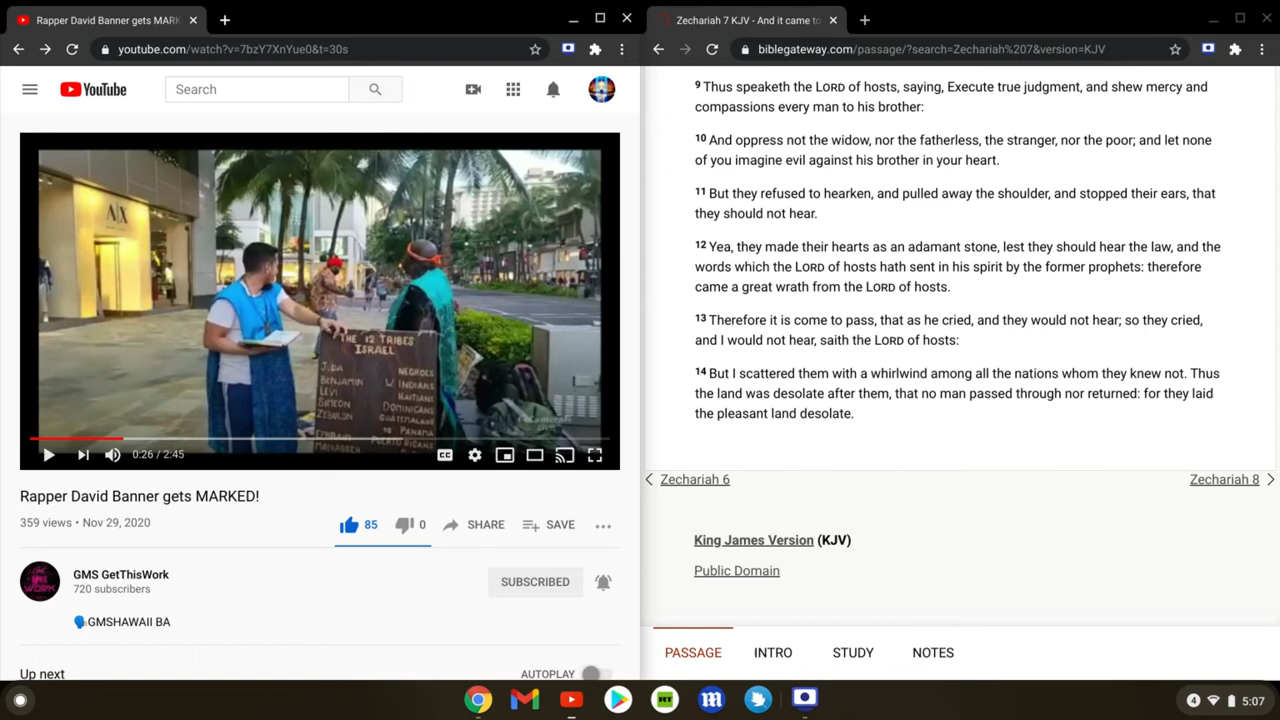 Rapper David Banner gets MARK
youtube.com/watch?v=7bzY7XnYue0&t=30s
YouTube
Search
A|X
THE 12 TRIBES
ISRAEL
JUDA NEGROES
BENJAMIN W. INDIANS
LEVI HAITIANS
SIMEON DOMINICANS
ZEBULON GUATEMALANS
EPHRAIM PANAMA
MANASSEH PUERTO RICANS
0:26 / 2:45
Rapper David Banner gets MARKED!
359 views • Nov 29, 2020
85 0 SHARE SAVE
GMS GetThisWork
720 subscribers
SUBSCRIBED
🗣GMSHAWAII BA
Up next AUTOPLAY
Zechariah 7 KJV - And it came to
biblegateway.com/passage/?search=Zechariah%207&version=KJV
9 Thus speaketh the LORD of hosts, saying, Execute true judgment, and shew mercy and
compassions every man to his brother:
10 And oppress not the widow, nor the fatherless, the stranger, nor the poor; and let none
of you imagine evil against his brother in your heart.
11 But they refused to hearken, and pulled away the shoulder, and stopped their ears, that
they should not hear.
12 Yea, they made their hearts as an adamant stone, lest they should hear the law, and the
words which the LORD of hosts hath sent in his spirit by the former prophets: therefore
came a great wrath from the LORD of hosts.
13 Therefore it is come to pass, that as he cried, and they would not hear; so they cried,
and I would not hear, saith the LORD of hosts:
14 But I scattered them with a whirlwind among all the nations whom they knew not. Thus
the land was desolate after them, that no man passed through nor returned: for they laid
the pleasant land desolate.
Zechariah 6 Zechariah 8
King James Version (KJV)
Public Domain
PASSAGE INTRO STUDY NOTES
RT
4 5:07